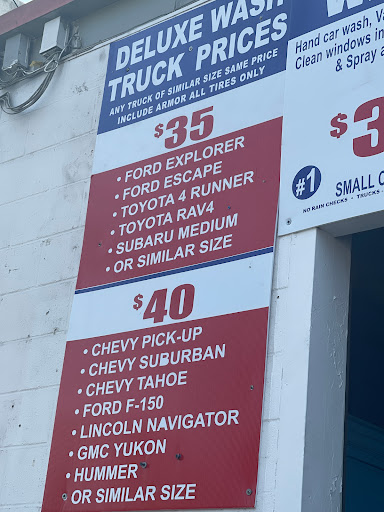 DELUXE WASH
TRUCK PRICES
ANY TRUCK OF SIMILAR SIZE SAME PRICE
INCLUDE ARMOR ALL TIRES ONLY
$35
• FORD EXPLORER
• FORD ESCAPE
• TOYOTA 4 RUNNER
• TOYOTA RAV4
• SUBARU MEDIUM
• OR SIMILAR SIZE
$40
• CHEVY PICK-UP
• CHEVY SUBURBAN
• CHEVY TAHOE
• FORD F-150
• LINCOLN NAVIGATOR
• GMC YUKON
• HUMMER
• OR SIMILAR SIZE
Hand car wash,
Clean windows in
& Spray
$3
#1
SMALL
NO RAIN CHECKS • TRUCKS